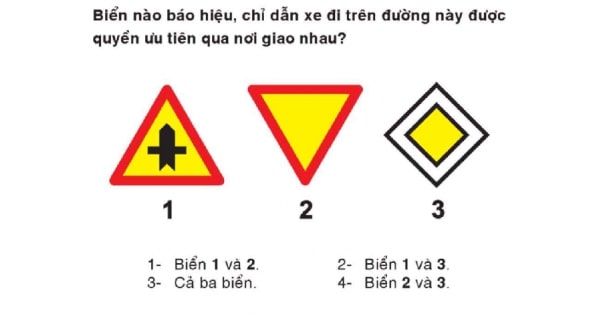 Biển nào báo hiệu, chỉ dẫn xe đi trên đường này được
quyền ưu tiên qua nơi giao nhau?
1 2 3
1- Biển 1 và 2. 2- Biển 1 và 3.
3- Cả ba biển. 4- Biển 2 và 3.